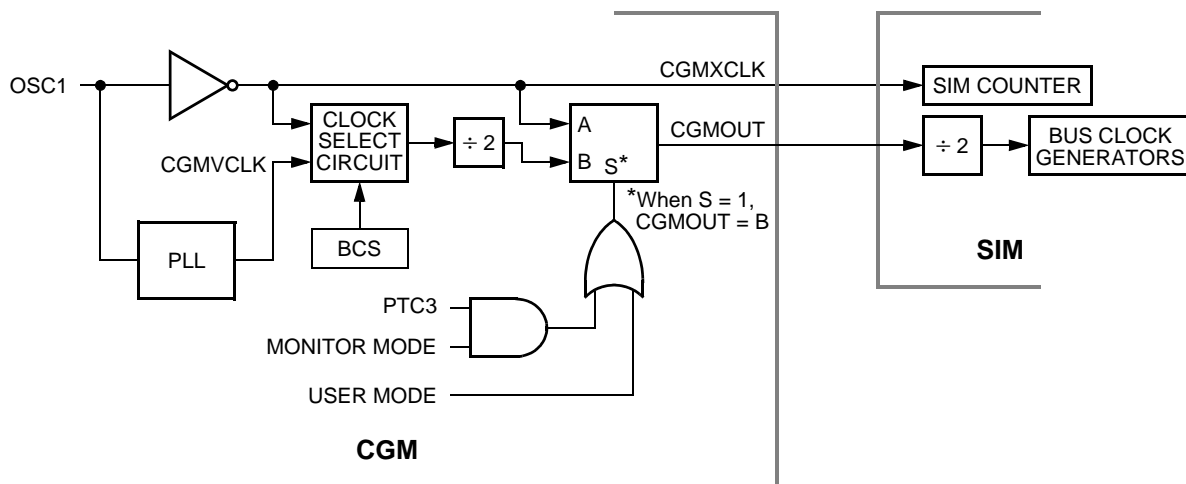 OSC1
CGMXCLK
SIM COUNTER
CLOCK
SELECT
CIRCUIT
÷ 2
A
B
S*
CGMOUT
÷ 2
BUS CLOCK
GENERATORS
CGMVCLK
*When S = 1,
CGMOUT = B
PLL
BCS
SIM
PTC3
MONITOR MODE
USER MODE
CGM